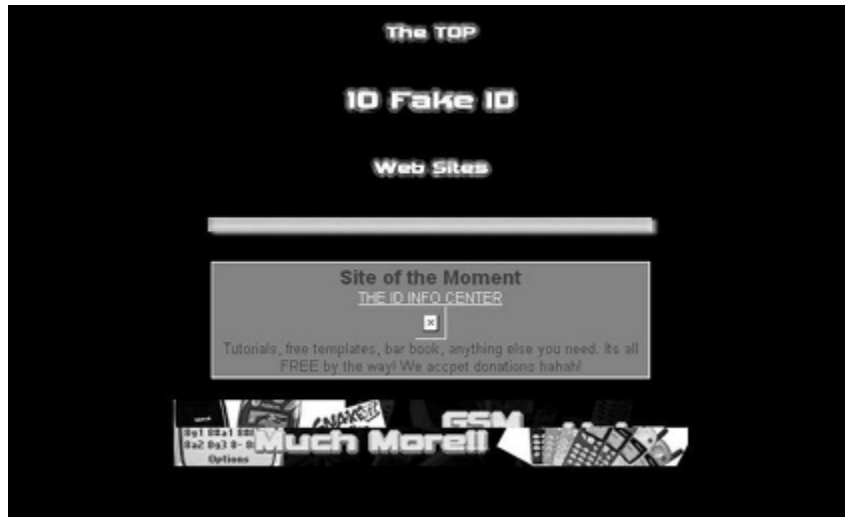 The TOP
10 Fake ID
Web Sites
Site of the Moment
THE ID INFO CENTER
Tutorials, free templates, bar book, anything else you need. Its all
FREE by the way! We accpet donations hahah!
GSM
Much More!!
Options